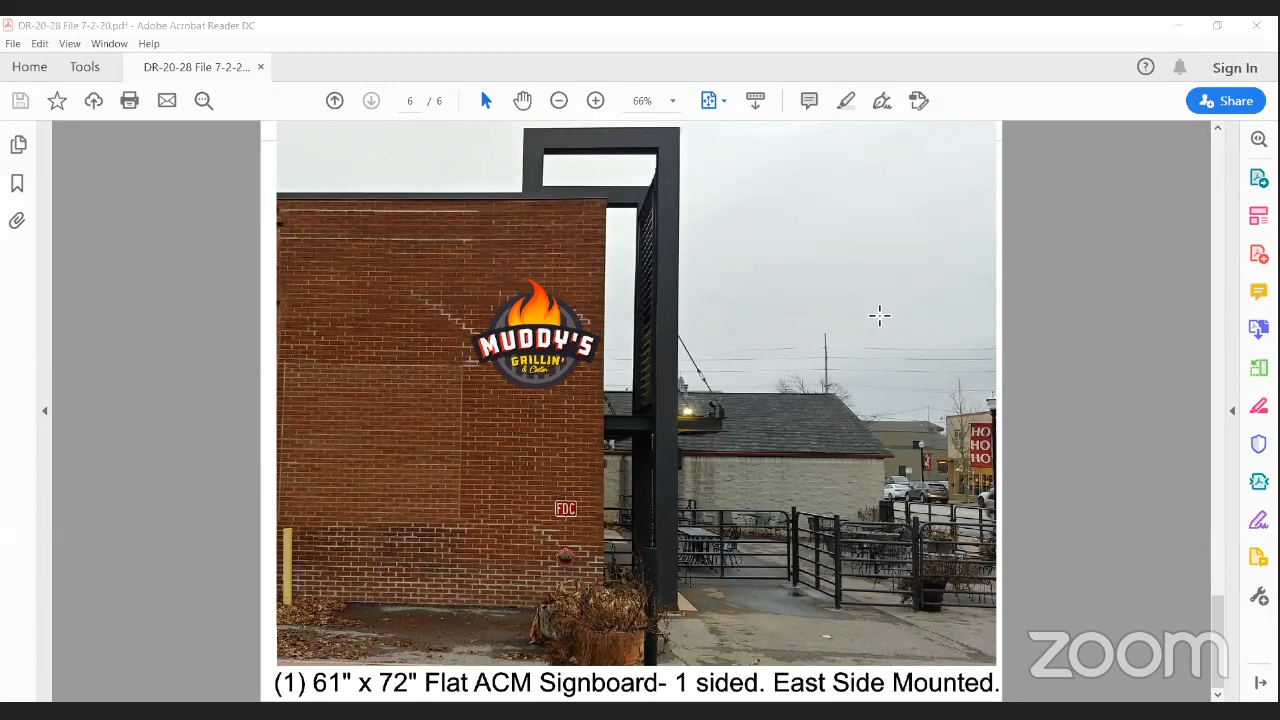 DR-20-28 File 7-2-20.pdf - Adobe Acrobat Reader DC
File Edit View Window Help
Home Tools DR-20-28 File 7-2-2... × Sign In
6 / 6 66% Share
MUDDY'S
GRILLIN'
& Cater
HO
HO
HO
FDC
zoom
(1) 61" x 72" Flat ACM Signboard- 1 sided. East Side Mounted.